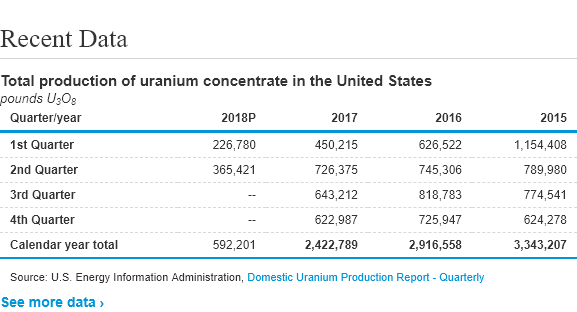 Recent Data
Total production of uranium concentrate in the United States
pounds U₃O₈
Quarter/year 2018P 2017 2016 2015
1st Quarter 226,780 450,215 626,522 1,154,408
2nd Quarter 365,421 726,375 745,306 789,980
3rd Quarter -- 643,212 818,783 774,541
4th Quarter -- 622,987 725,947 624,278
Calendar year total 592,201 2,422,789 2,916,558 3,343,207
Source: U.S. Energy Information Administration, Domestic Uranium Production Report - Quarterly
See more data ›